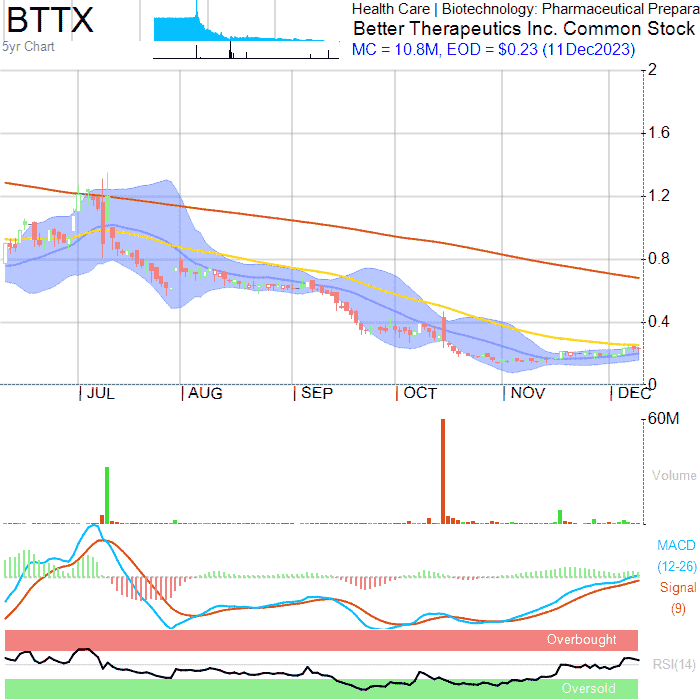 BTTX
5yr Chart
Health Care | Biotechnology: Pharmaceutical Prepara
Better Therapeutics Inc. Common Stock
MC = 10.8M, EOD = $0.23 (11Dec2023)
2
1.6
1.2
0.8
0.4
0
JUL AUG SEP OCT NOV DEC
60M
Volume
MACD
(12-26)
Signal
(9)
Overbought
RSI(14)
Oversold